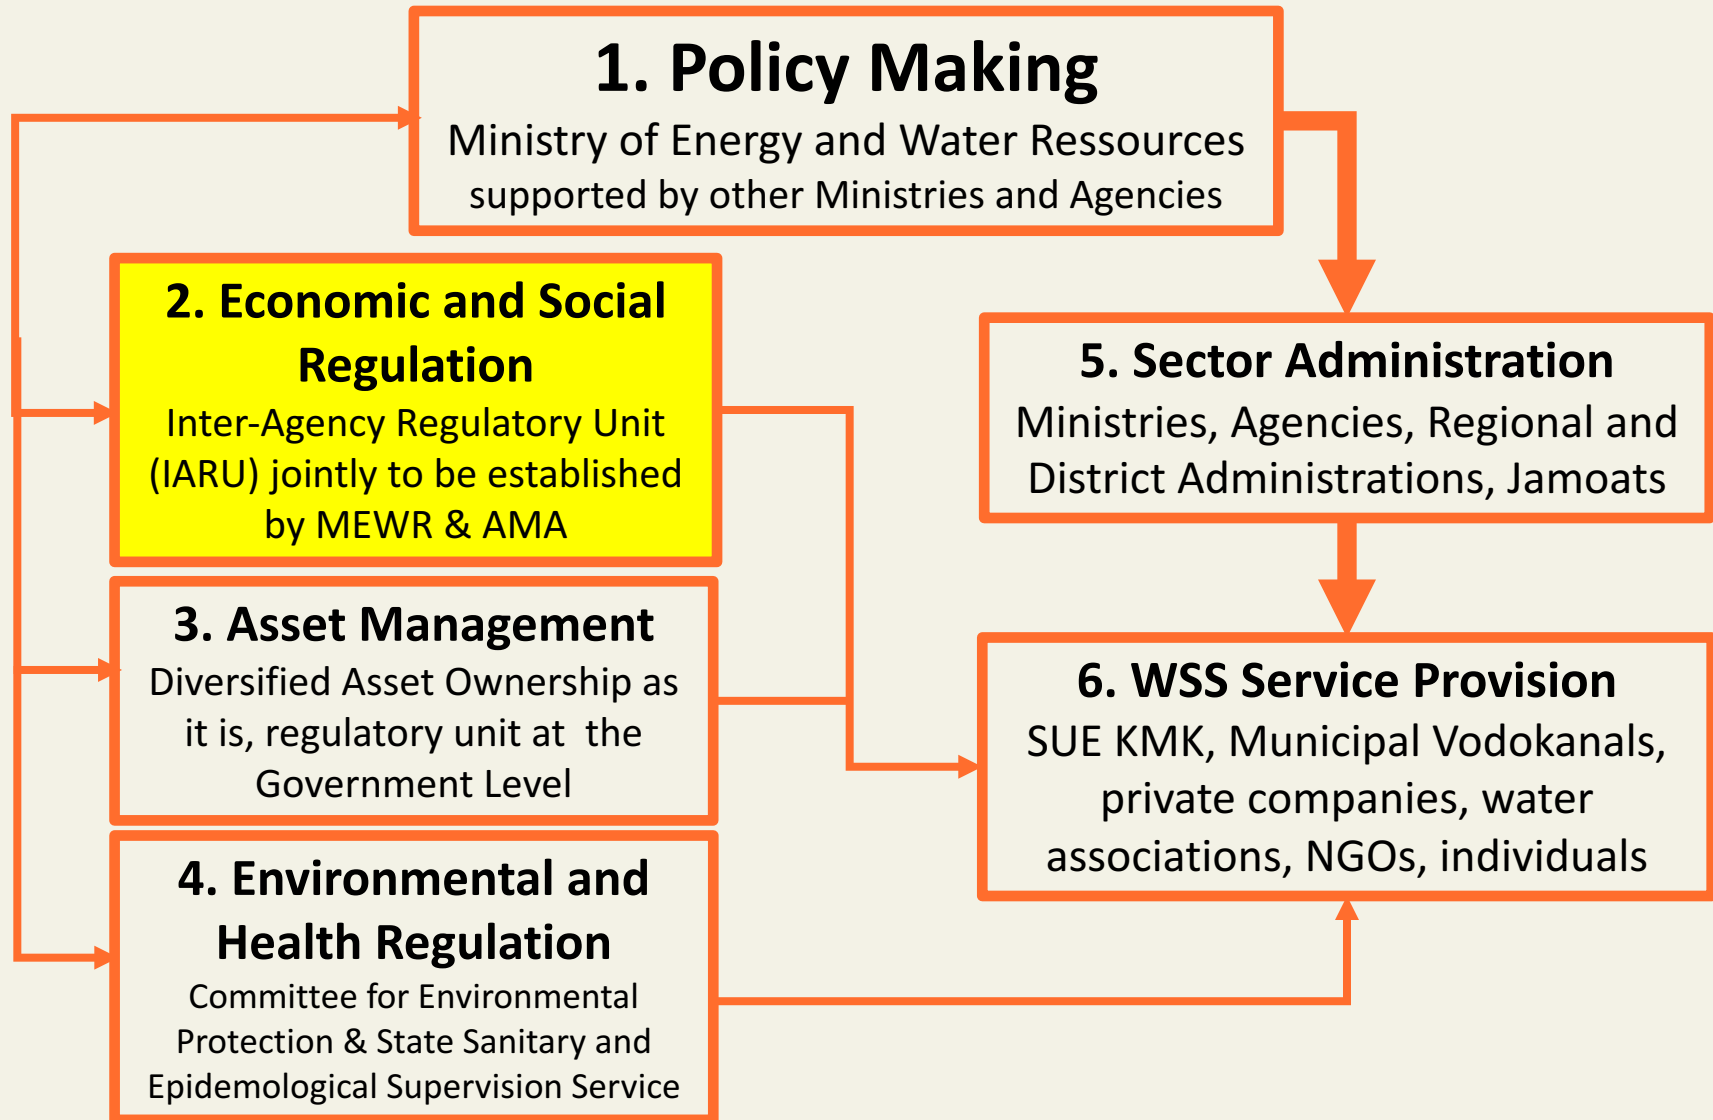 1. Policy Making
Ministry of Energy and Water Ressources
supported by other Ministries and Agencies
2. Economic and Social
Regulation
Inter-Agency Regulatory Unit
(IARU) jointly to be established
by MEWR & AMA
3. Asset Management
Diversified Asset Ownership as
it is, regulatory unit at the
Government Level
4. Environmental and
Health Regulation
Committee for Environmental
Protection & State Sanitary and
Epidemological Supervision Service
5. Sector Administration
Ministries, Agencies, Regional and
District Administrations, Jamoats
6. WSS Service Provision
SUE KMK, Municipal Vodokanals,
private companies, water
associations, NGOs, individuals